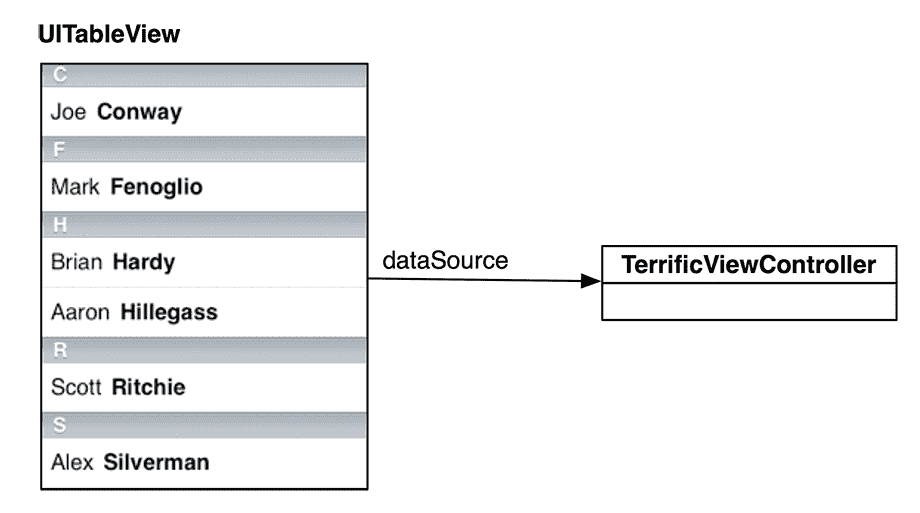 UITableView
C
Joe Conway
F
Mark Fenoglio
H
Brian Hardy
Aaron Hillegass
R
Scott Ritchie
S
Alex Silverman
dataSource
TerrificViewController